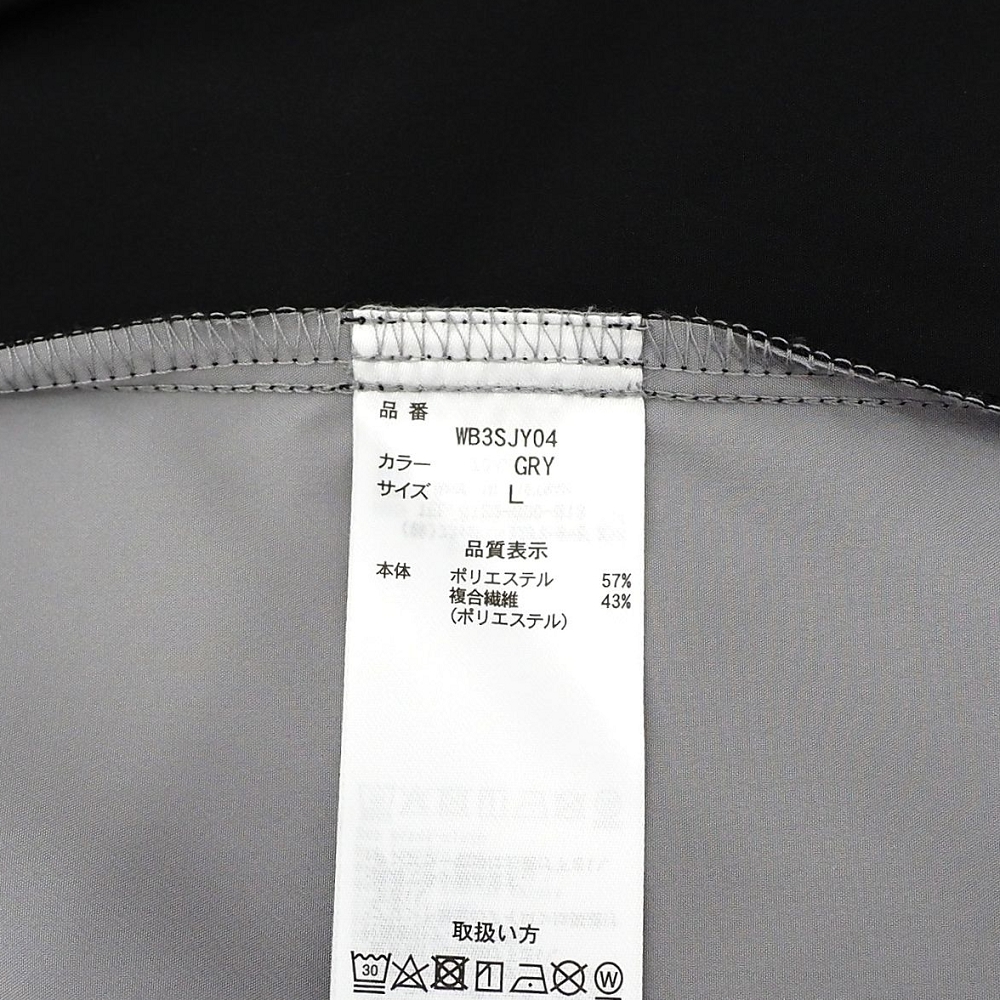 品番
WB3SJY04
カラー GRY
サイズ L
品質表示
本体 ポリエステル 57%
複合繊維 43%
(ポリエステル)
取扱い方
30
W